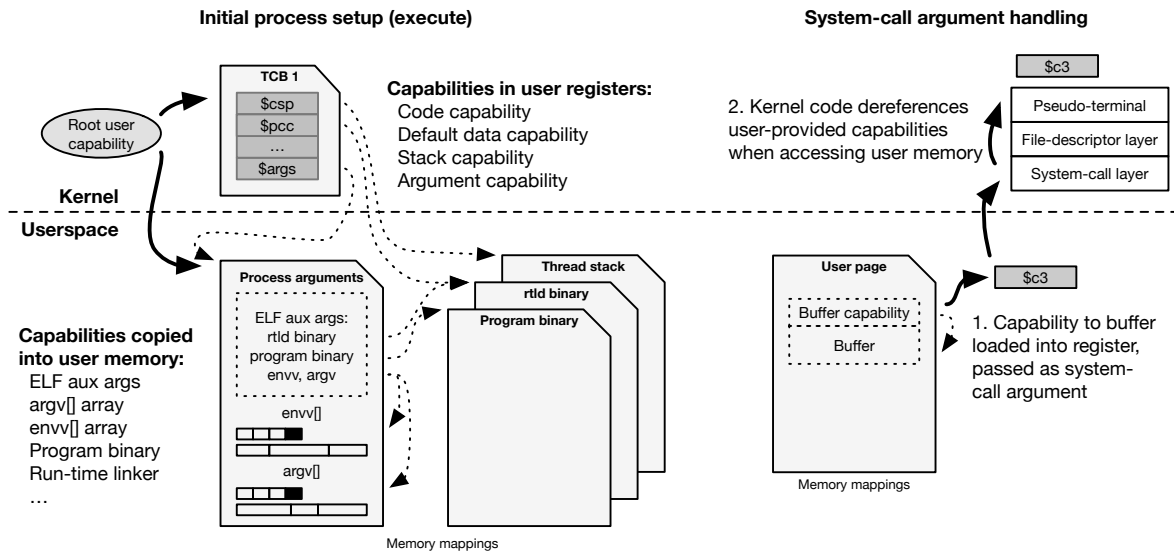 Initial process setup (execute)
System-call argument handling
TCB 1
$csp
$pcc
...
$args
Root user
capability
Capabilities in user registers:
Code capability
Default data capability
Stack capability
Argument capability
$c3
2. Kernel code dereferences
user-provided capabilities
when accessing user memory
Pseudo-terminal
File-descriptor layer
System-call layer
Kernel
Userspace
Process arguments
ELF aux args:
rtld binary
program binary
envv, argv
envv[]
argv[]
Thread stack
rtld binary
Program binary
Capabilities copied
into user memory:
ELF aux args
argv[] array
envv[] array
Program binary
Run-time linker
...
Memory mappings
User page
Buffer capability
Buffer
$c3
1. Capability to buffer
loaded into register,
passed as system-
call argument
Memory mappings